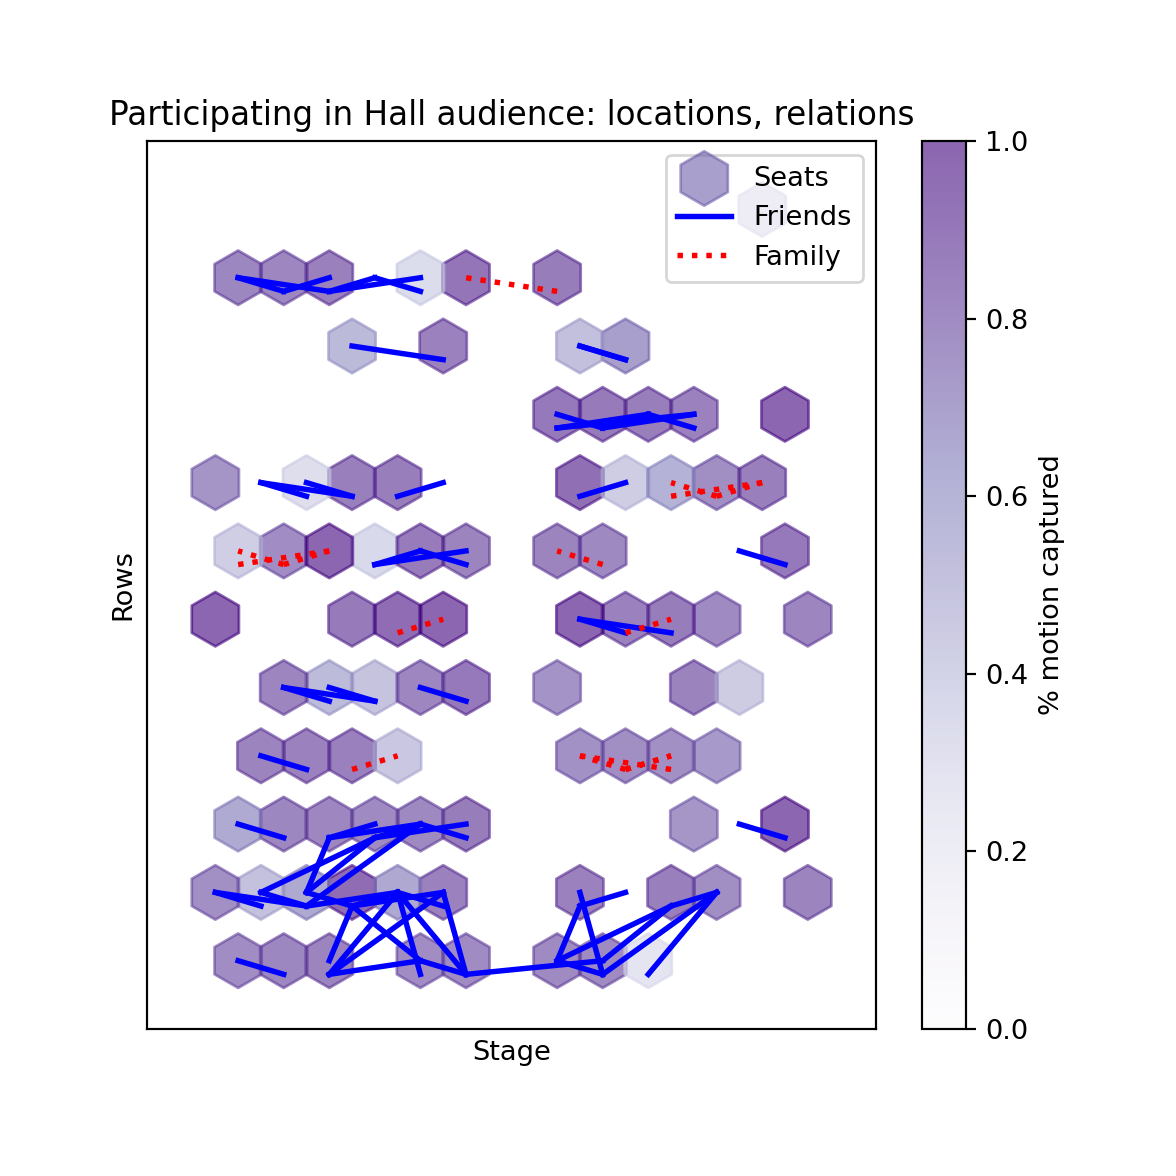 Participating in Hall audience: locations, relations
Seats
Friends
Family
Rows
Stage
1.0
0.8
0.6
0.4
0.2
0.0
% motion captured